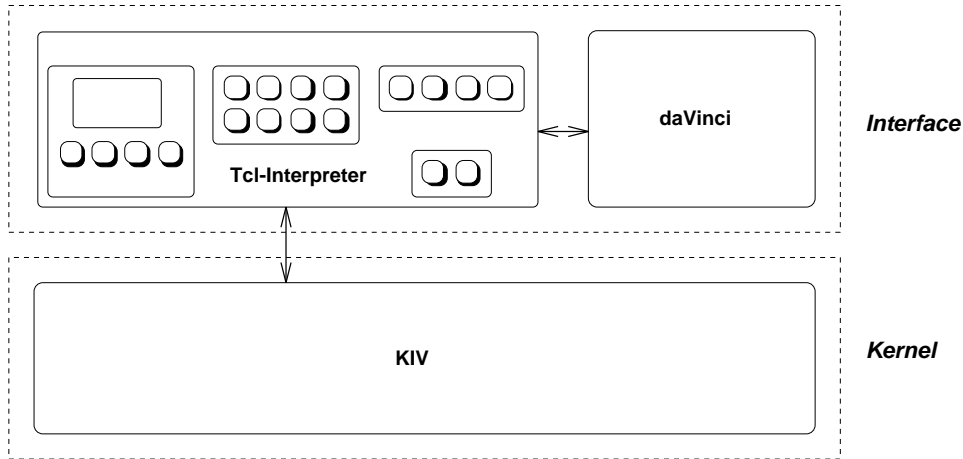 daVinci
Interface
Tcl-Interpreter
KIV
Kernel